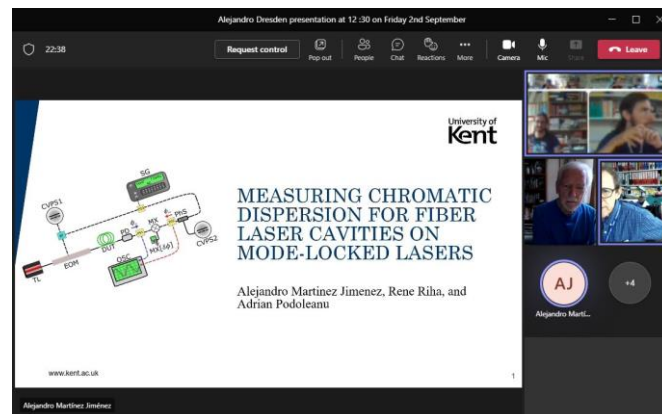 Alejandro Dresden presentation at 12 :30 on Friday 2nd September
22:38
Request control
Pop out
People
Chat
Reactions
More
Camera
Mic
Share
Leave
University of
Kent
SG
CVPS1
PD
MX
PbS
DUT
EOM
TL
OSC
MX(Δφ)
CVPS2
MEASURING CHROMATIC
DISPERSION FOR FIBER
LASER CAVITIES ON
MODE-LOCKED LASERS
Alejandro Martinez Jimenez, Rene Riha, and
Adrian Podoleanu
www.kent.ac.uk
1
AJ
+4
Alejandro Martí...
Alejandro Martínez Jiménez